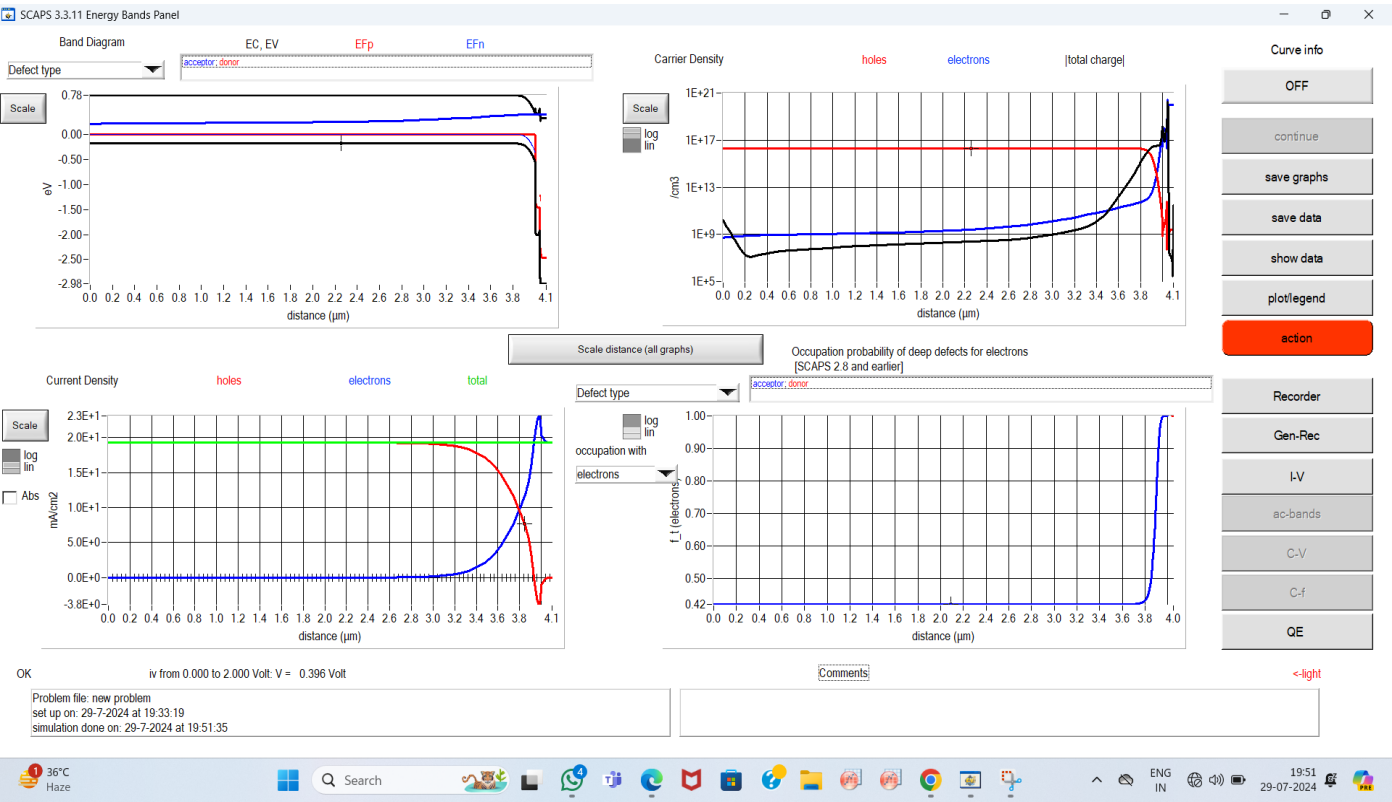 SCAPS 3.3.11 Energy Bands Panel
Band Diagram
EC, EV
EFp
EFn
Defect type
acceptor; donor
Scale
0.78
0.00
-0.50
-1.00
-1.50
-2.00
-2.50
-2.98
eV
0.0 0.2 0.4 0.6 0.8 1.0 1.2 1.4 1.6 1.8 2.0 2.2 2.4 2.6 2.8 3.0 3.2 3.4 3.6 3.8 4.1
distance (µm)
Carrier Density
holes
electrons
|total charge|
Scale
log
lin
1E+21
1E+17
1E+13
1E+9
1E+5
/cm3
0.0 0.2 0.4 0.6 0.8 1.0 1.2 1.4 1.6 1.8 2.0 2.2 2.4 2.6 2.8 3.0 3.2 3.4 3.6 3.8 4.1
distance (µm)
Curve info
OFF
continue
save graphs
save data
show data
plot/legend
action
Scale distance (all graphs)
Occupation probability of deep defects for electrons
[SCAPS 2.8 and earlier]
Current Density
holes
electrons
total
Scale
log
lin
Abs
2.3E+1
2.0E+1
1.5E+1
1.0E+1
5.0E+0
0.0E+0
-3.8E+0
mA/cm2
0.0 0.2 0.4 0.6 0.8 1.0 1.2 1.4 1.6 1.8 2.0 2.2 2.4 2.6 2.8 3.0 3.2 3.4 3.6 3.8 4.1
distance (µm)
Defect type
acceptor; donor
log
lin
occupation with
electrons
1.00
0.90
0.80
0.70
0.60
0.50
0.42
f_t (electrons)
0.0 0.2 0.4 0.6 0.8 1.0 1.2 1.4 1.6 1.8 2.0 2.2 2.4 2.6 2.8 3.0 3.2 3.4 3.6 3.8 4.0
distance (µm)
Recorder
Gen-Rec
I-V
ac-bands
C-V
C-f
QE
OK
iv from 0.000 to 2.000 Volt: V = 0.396 Volt
Comments
<-light
Problem file: new problem
set up on: 29-7-2024 at 19:33:19
simulation done on: 29-7-2024 at 19:51:35
1
36°C
Haze
Search
4
ENG
IN
19:51
29-07-2024
PRE